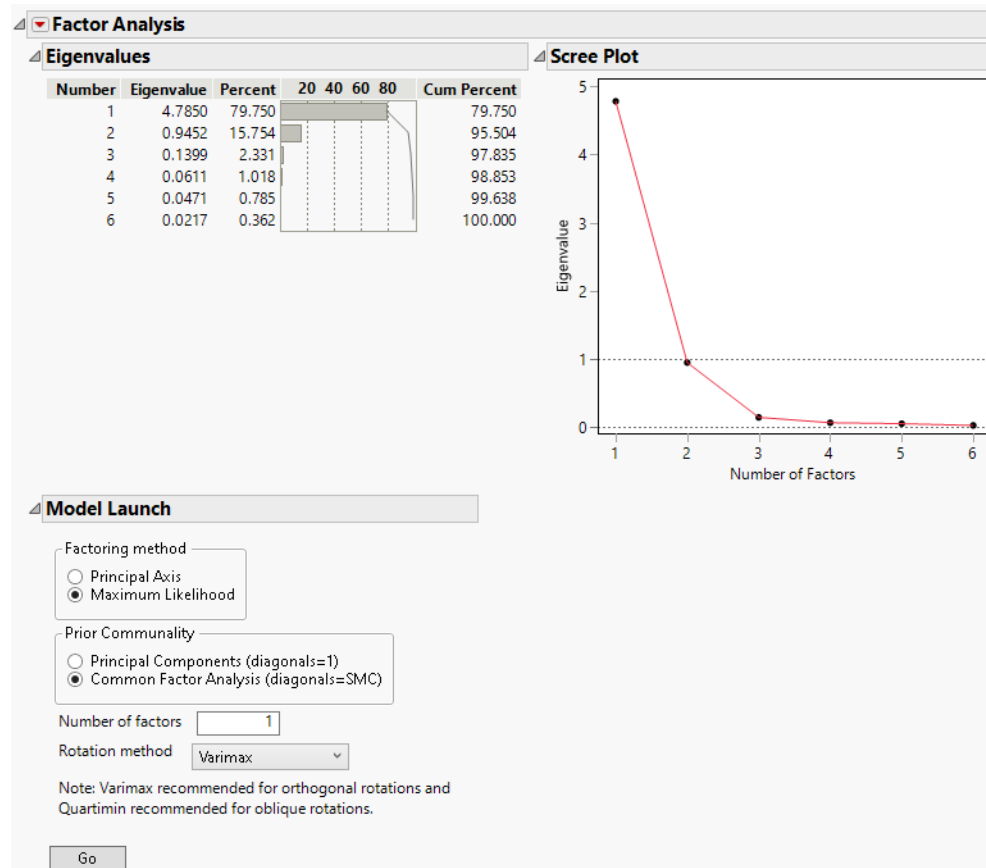 Factor Analysis
Eigenvalues
Number Eigenvalue Percent 20 40 60 80 Cum Percent
1 4.7850 79.750 79.750
2 0.9452 15.754 95.504
3 0.1399 2.331 97.835
4 0.0611 1.018 98.853
5 0.0471 0.785 99.638
6 0.0217 0.362 100.000
Scree Plot
5
4
3
2
1
0
Eigenvalue
1 2 3 4 5 6
Number of Factors
Model Launch
Factoring method
Principal Axis
Maximum Likelihood
Prior Communality
Principal Components (diagonals=1)
Common Factor Analysis (diagonals=SMC)
Number of factors 1
Rotation method Varimax
Note: Varimax recommended for orthogonal rotations and
Quartimin recommended for oblique rotations.
Go